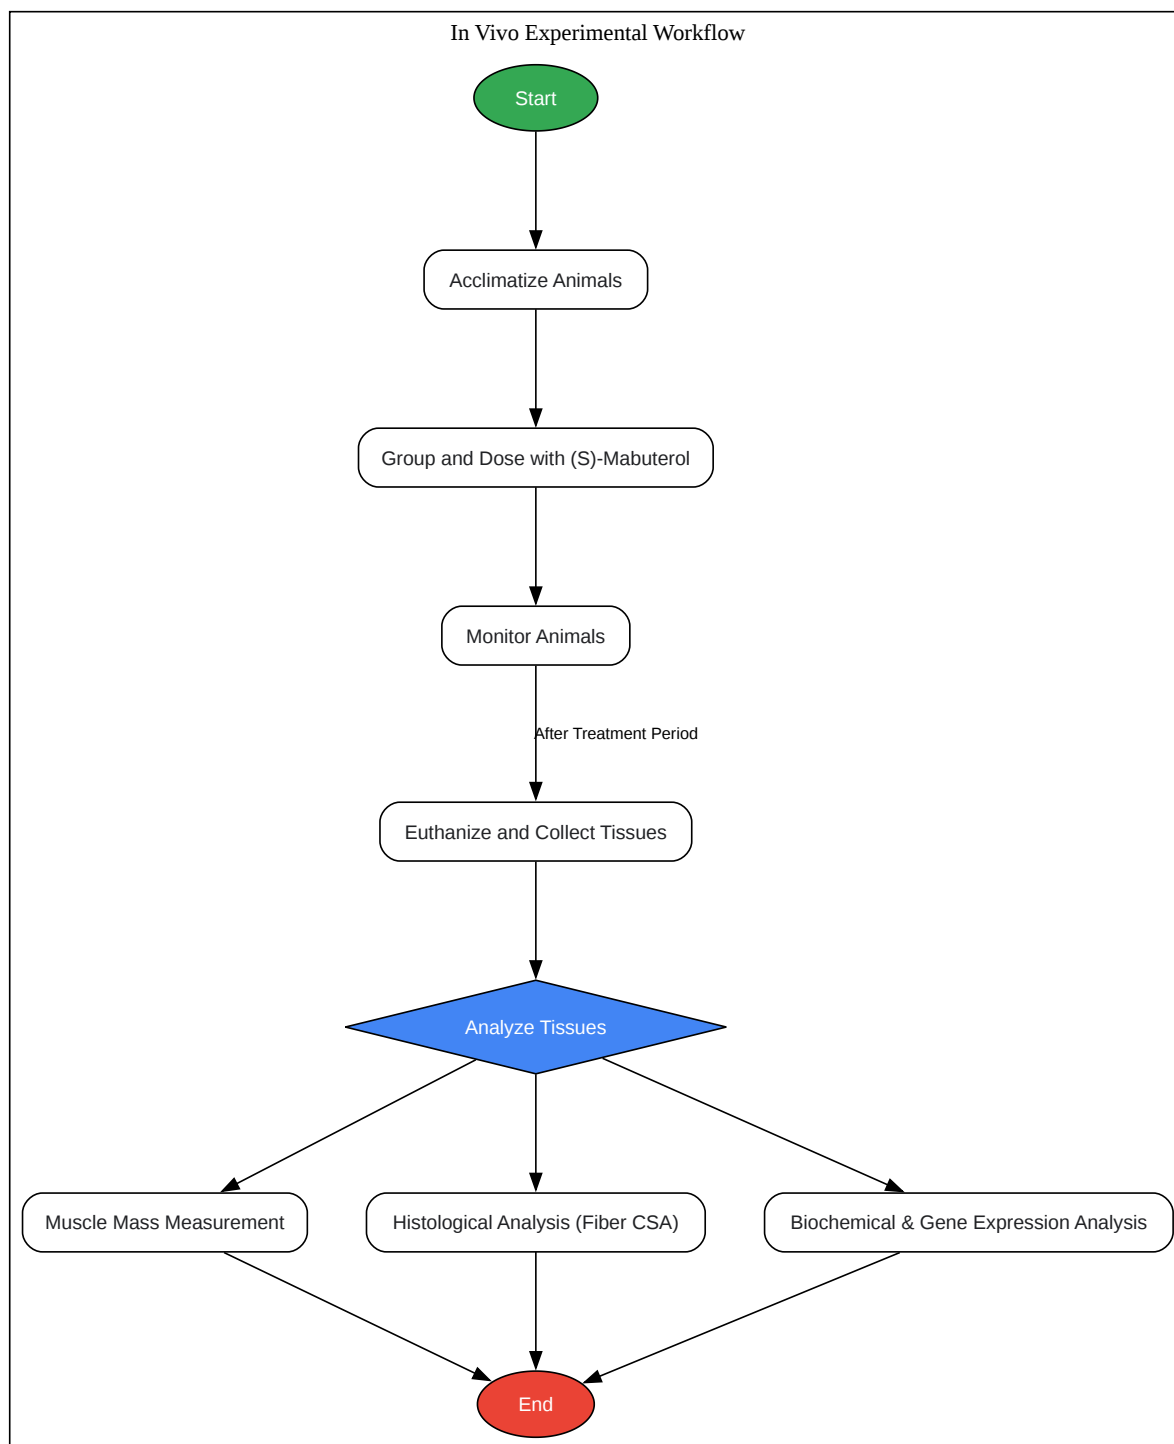 In Vivo Experimental Workflow
Start
Acclimatize Animals
Group and Dose with (S)-Mabuterol
Monitor Animals
After Treatment Period
Euthanize and Collect Tissues
Analyze Tissues
Muscle Mass Measurement
Histological Analysis (Fiber CSA)
Biochemical & Gene Expression Analysis
End